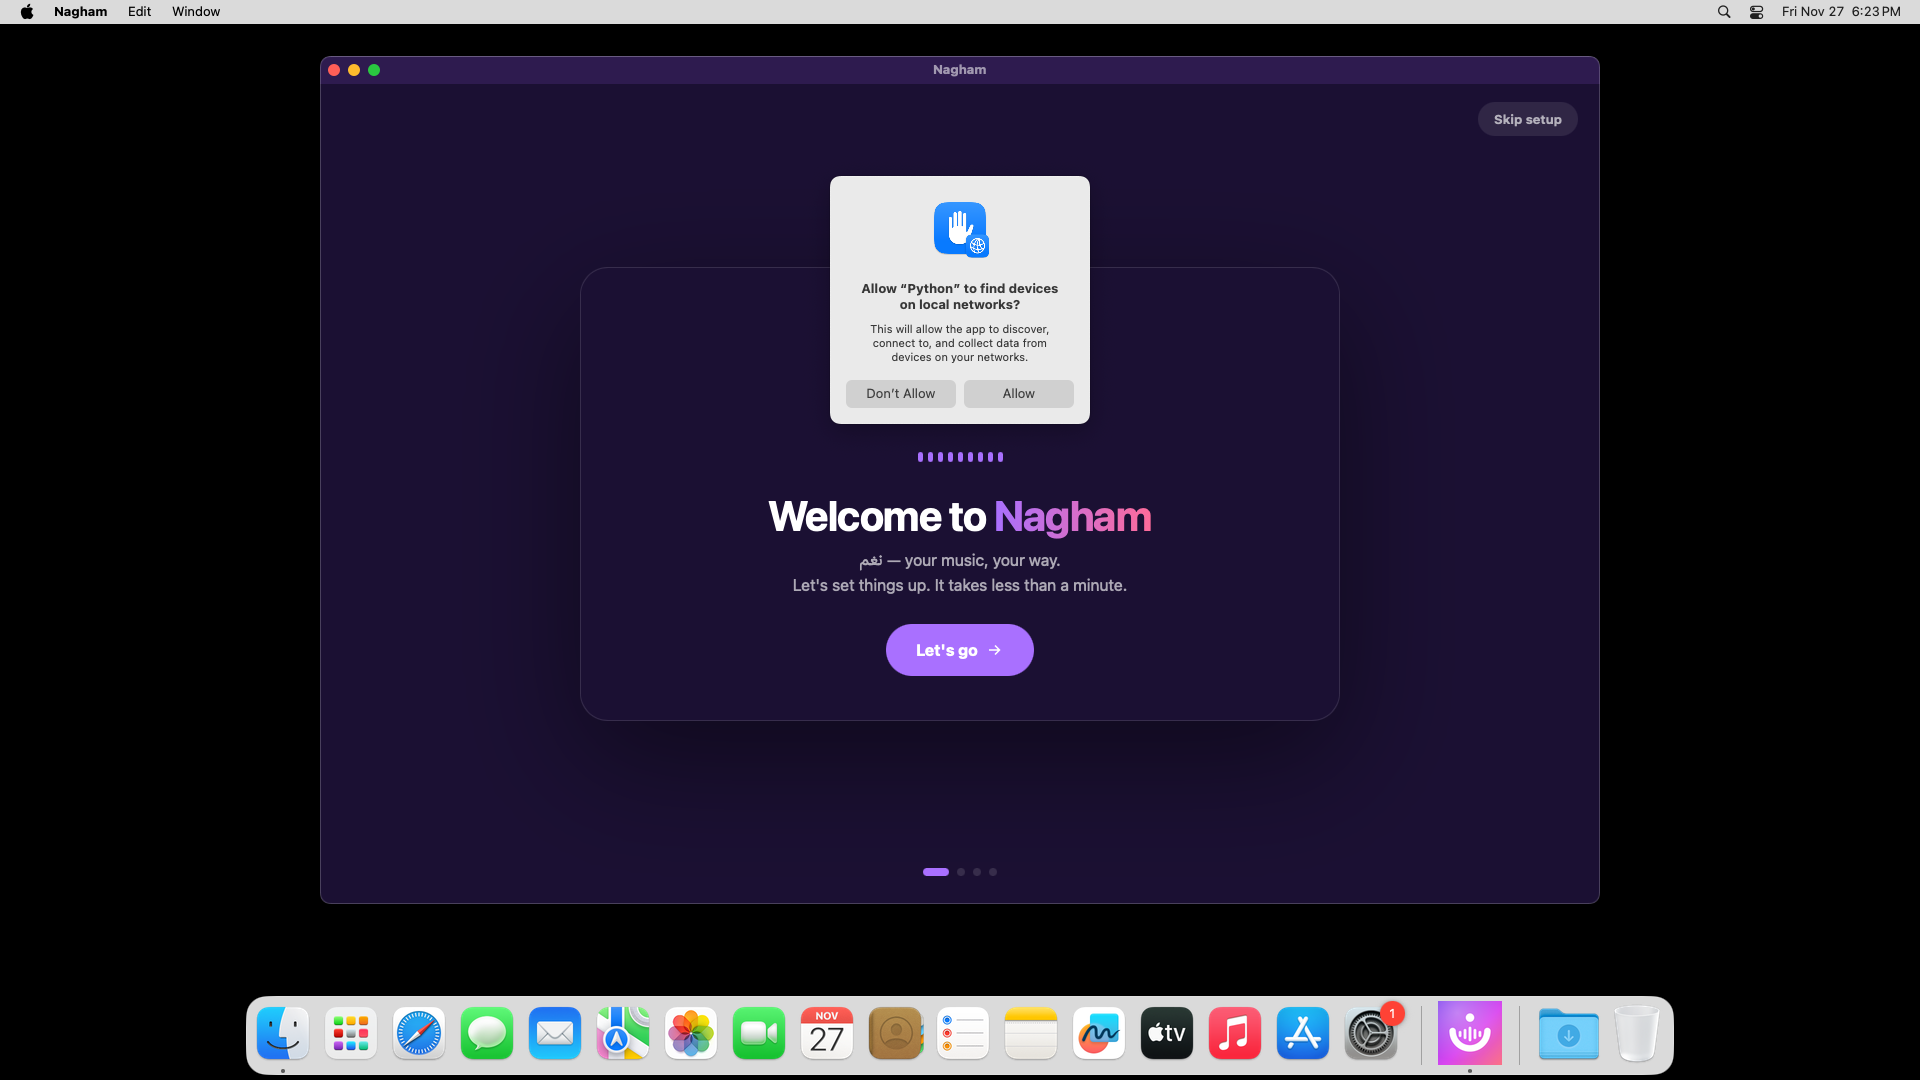 Nagham Edit Window
Fri Nov 27 6:23 PM
Nagham
Skip setup
Allow “Python” to find devices
on local networks?
This will allow the app to discover,
connect to, and collect data from
devices on your networks.
Don't Allow
Allow
Welcome to Nagham
نغم — your music, your way.
Let's set things up. It takes less than a minute.
Let's go →
NOV
27
tv
1